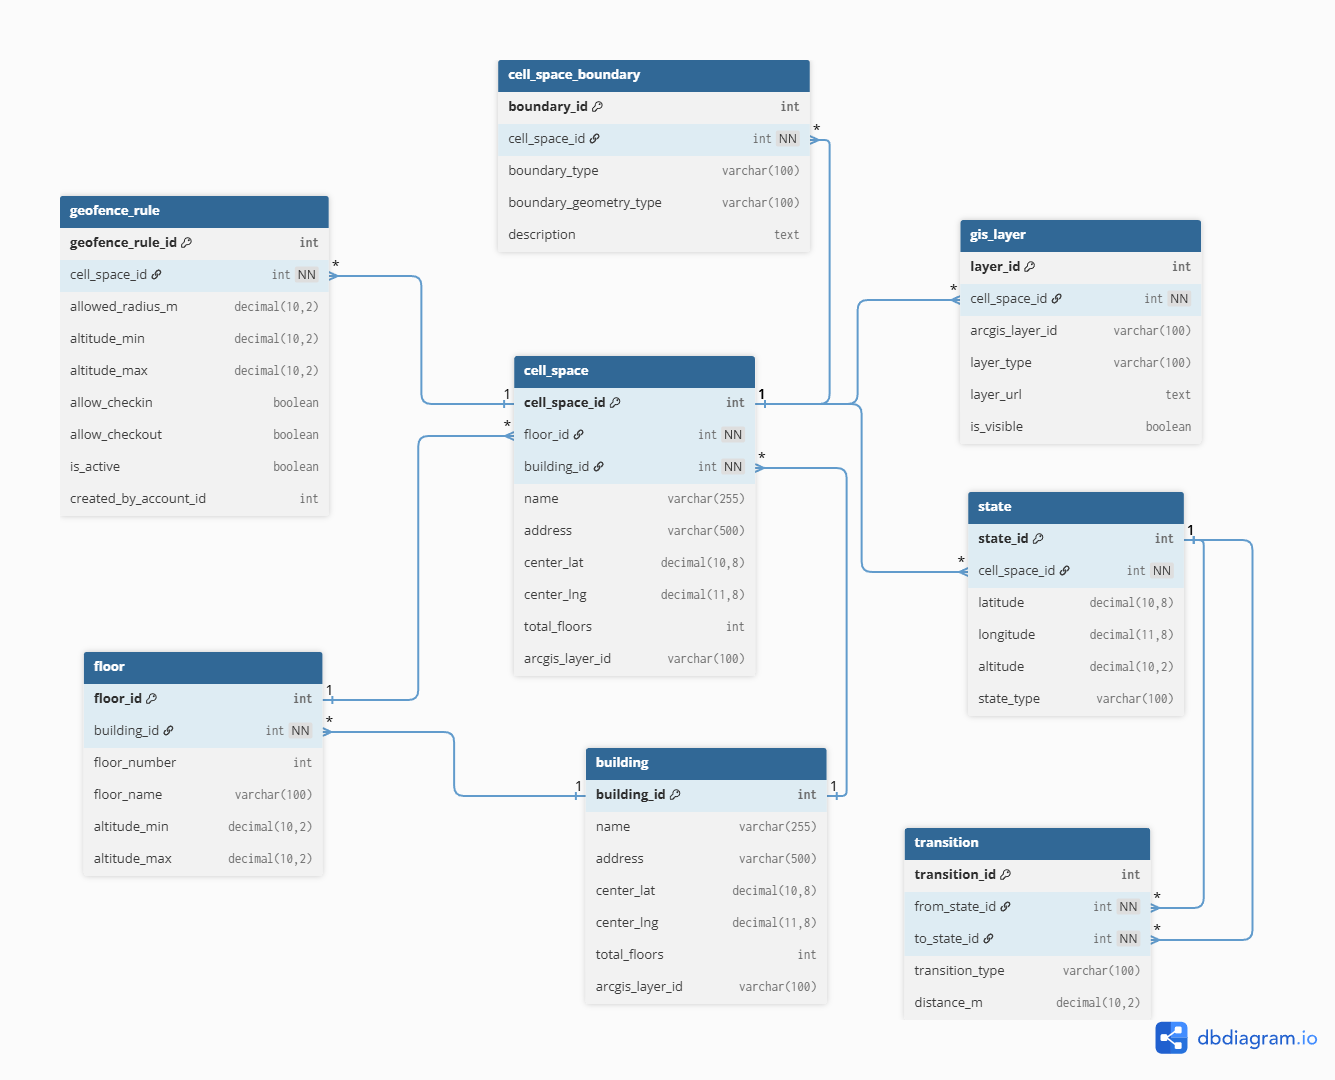 cell_space_boundary
boundary_id int
cell_space_id int NN
boundary_type varchar(100)
boundary_geometry_type varchar(100)
description text
*
geofence_rule
geofence_rule_id int
cell_space_id int NN
allowed_radius_m decimal(10,2)
altitude_min decimal(10,2)
altitude_max decimal(10,2)
allow_checkin boolean
allow_checkout boolean
is_active boolean
created_by_account_id int
*
gis_layer
layer_id int
cell_space_id int NN
arcgis_layer_id varchar(100)
layer_type varchar(100)
layer_url text
is_visible boolean
*
cell_space
cell_space_id int
floor_id int NN
building_id int NN
name varchar(255)
address varchar(500)
center_lat decimal(10,8)
center_lng decimal(11,8)
total_floors int
arcgis_layer_id varchar(100)
1
*
1
*
state
state_id int
cell_space_id int NN
latitude decimal(10,8)
longitude decimal(11,8)
altitude decimal(10,2)
state_type varchar(100)
*
1
floor
floor_id int
building_id int NN
floor_number int
floor_name varchar(100)
altitude_min decimal(10,2)
altitude_max decimal(10,2)
1
*
building
building_id int
name varchar(255)
address varchar(500)
center_lat decimal(10,8)
center_lng decimal(11,8)
total_floors int
arcgis_layer_id varchar(100)
1
1
transition
transition_id int
from_state_id int NN
to_state_id int NN
transition_type varchar(100)
distance_m decimal(10,2)
*
*
dbdiagram.io